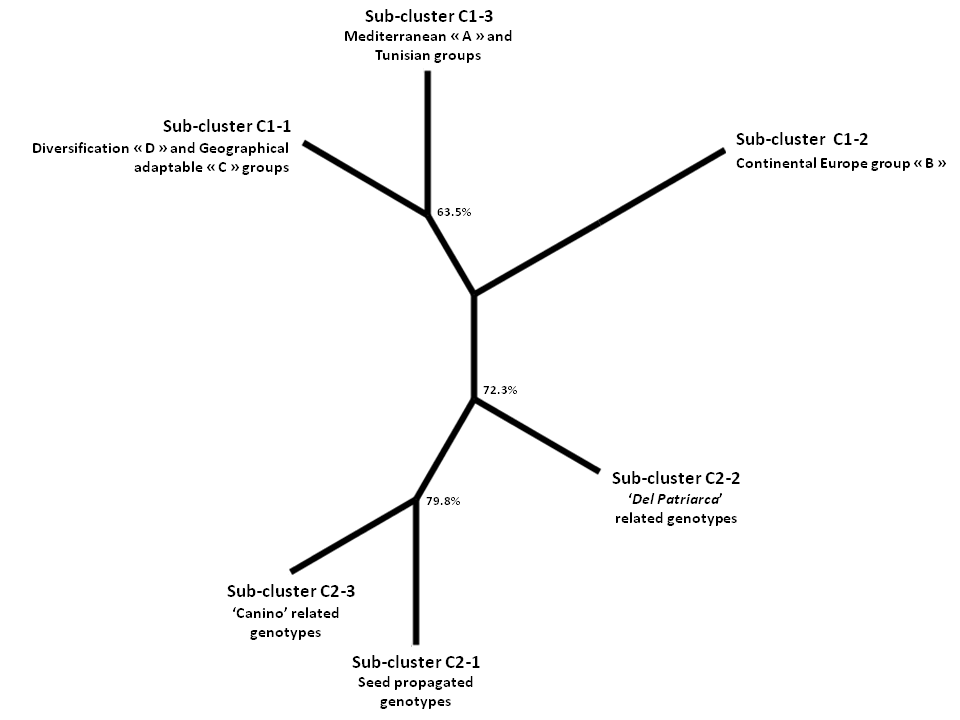 Sub-cluster C1-3
Mediterranean « A » and
Tunisian groups
Sub-cluster C1-1
Diversification « D » and Geographical
adaptable « C » groups
Sub-cluster C1-2
Continental Europe group « B »
63.5%
72.3%
Sub-cluster C2-2
‘Del Patriarca’
related genotypes
79.8%
Sub-cluster C2-3
‘Canino’ related
genotypes
Sub-cluster C2-1
Seed propagated
genotypes